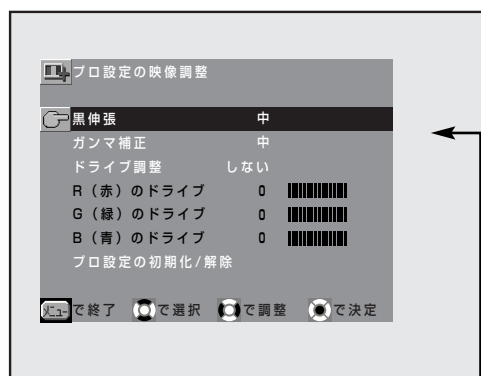 プロ設定の映像調整
黒伸張 中
ガンマ補正 中
ドライブ調整 しない
R（赤）のドライブ 0
G（緑）のドライブ 0
B（青）のドライブ 0
プロ設定の初期化/解除
メニューで終了 で選択 で調整 で決定